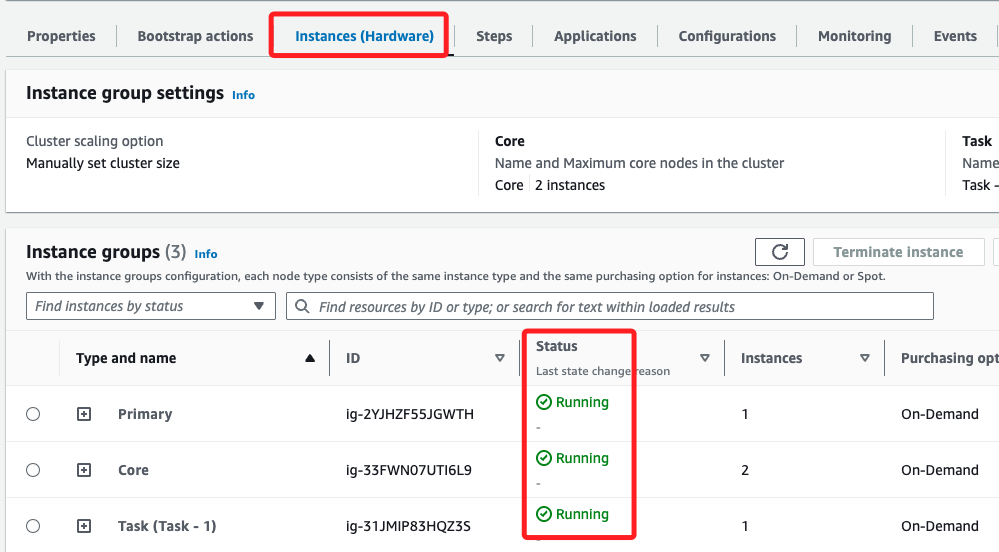 Properties Bootstrap actions Instances (Hardware) Steps Applications Configurations Monitoring Events
Instance group settings Info
Cluster scaling option
Manually set cluster size
Core
Name and Maximum core nodes in the cluster
Core 2 instances
Task
Name
Task -
Instance groups (3) Info
Terminate instance
With the instance groups configuration, each node type consists of the same instance type and the same purchasing option for instances: On-Demand or Spot.
Find instances by status
Find resources by ID or type; or search for text within loaded results
Type and name ID Status Instances Purchasing opt
Last state change reason
Primary ig-2YJHZF55JGWTH Running 1 On-Demand
-
Core ig-33FWN07UTI6L9 Running 2 On-Demand
-
Task (Task - 1) ig-31JMIP83HQZ3S Running 1 On-Demand